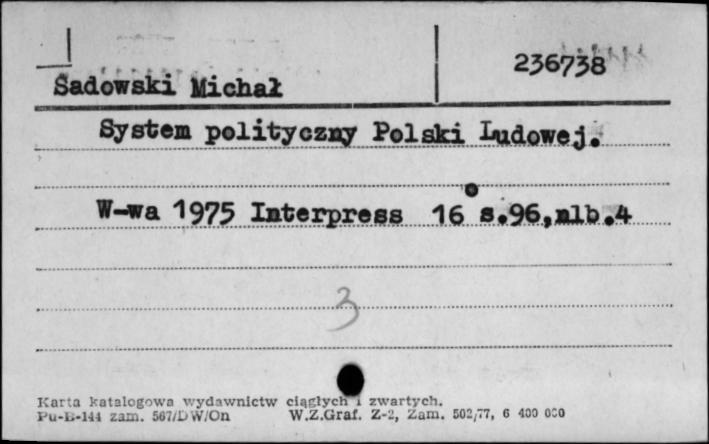 236738
Sadowski Michał
System polityczny Polski Ludowej.
W-wa 1975 Interpress 16° s.96,nlb.4
3
Karta katalogowa wydawnictw ciągłych i zwartych.
Pu-B-144 zam. 567/DW/On W.Z.Graf. Z-2, Zam. 502/77, 6 400 000